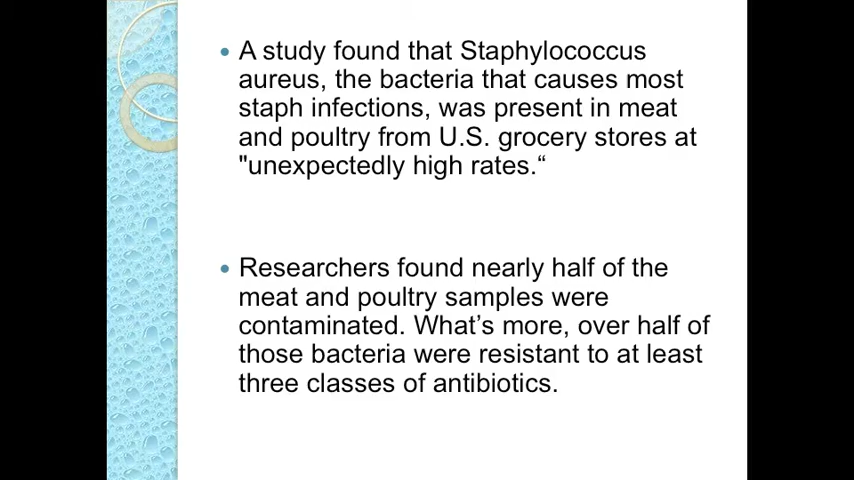 A study found that Staphylococcus
aureus, the bacteria that causes most
staph infections, was present in meat
and poultry from U.S. grocery stores at
"unexpectedly high rates.“
Researchers found nearly half of the
meat and poultry samples were
contaminated. What’s more, over half of
those bacteria were resistant to at least
three classes of antibiotics.